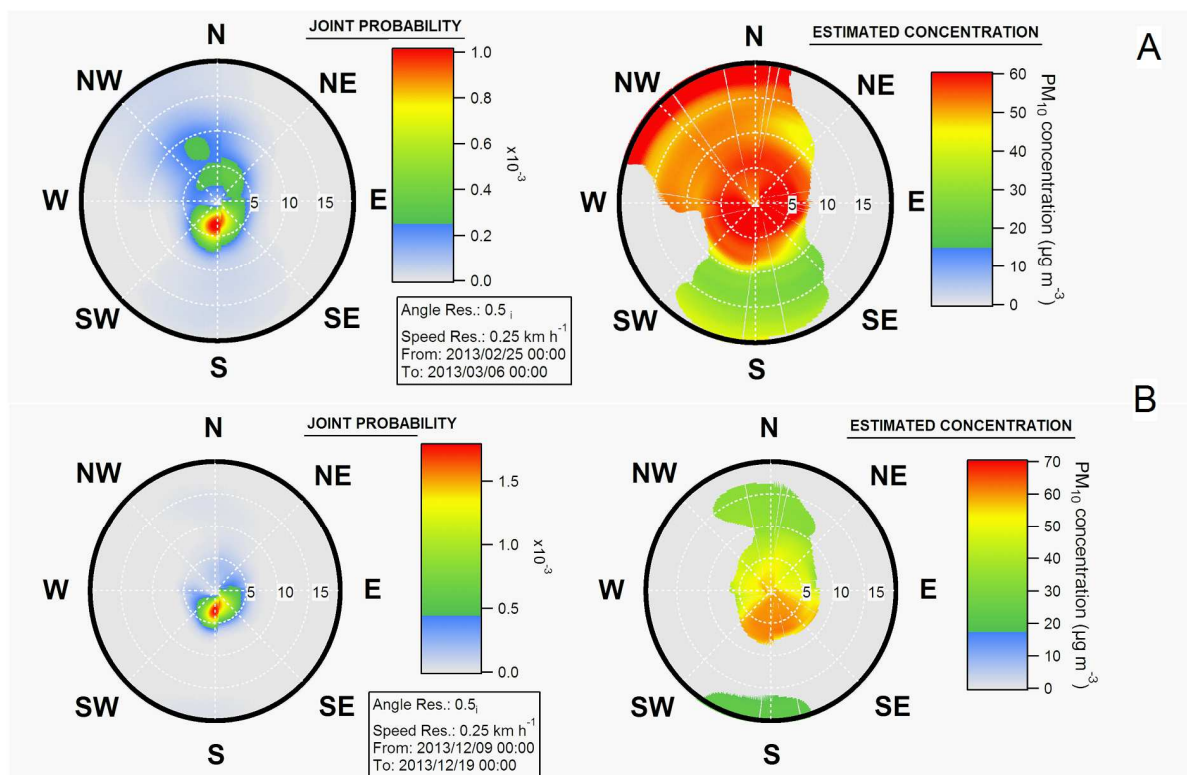 JOINT PROBABILITY
ESTIMATED CONCENTRATION
A
N
NW
NE
W
E
SW
SE
S
5
10
15
1.0
0.8
0.6
0.4
0.2
0.0
x10-3
N
NW
NE
W
E
SW
SE
S
5
10
15
60
50
40
30
20
10
0
PM10 concentration (µg m-3)
Angle Res.: 0.5 i
Speed Res.: 0.25 km h-1
From: 2013/02/25 00:00
To: 2013/03/06 00:00
B
JOINT PROBABILITY
ESTIMATED CONCENTRATION
N
NW
NE
W
E
SW
SE
S
5
10
15
1.5
1.0
0.5
0.0
x10-3
N
NW
NE
W
E
SW
SE
S
5
10
15
70
60
50
40
30
20
10
0
PM10 concentration (µg m-3)
Angle Res.: 0.5i
Speed Res.: 0.25 km h-1
From: 2013/12/09 00:00
To: 2013/12/19 00:00